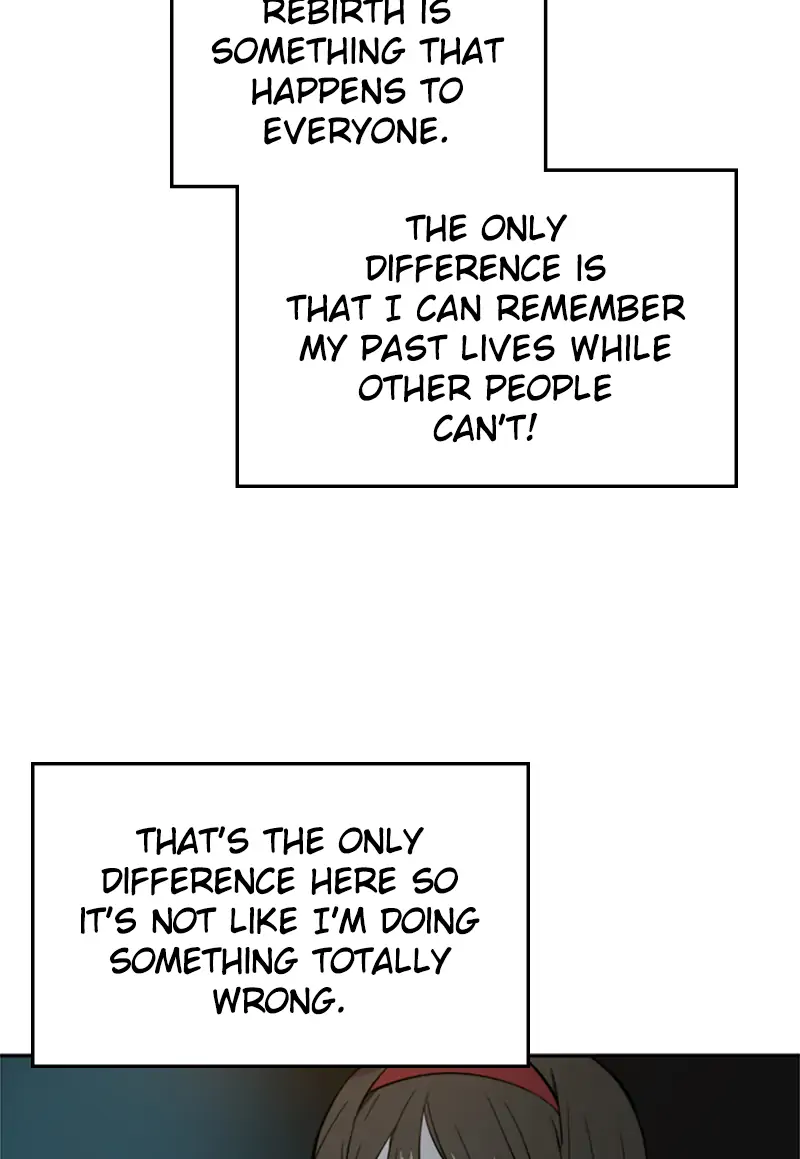 REBIRTH IS
SOMETHING THAT
HAPPENS TO
EVERYONE.
THE ONLY
DIFFERENCE IS
THAT I CAN REMEMBER
MY PAST LIVES WHILE
OTHER PEOPLE
CAN'T!
THAT'S THE ONLY
DIFFERENCE HERE SO
IT'S NOT LIKE I'M DOING
SOMETHING TOTALLY
WRONG.